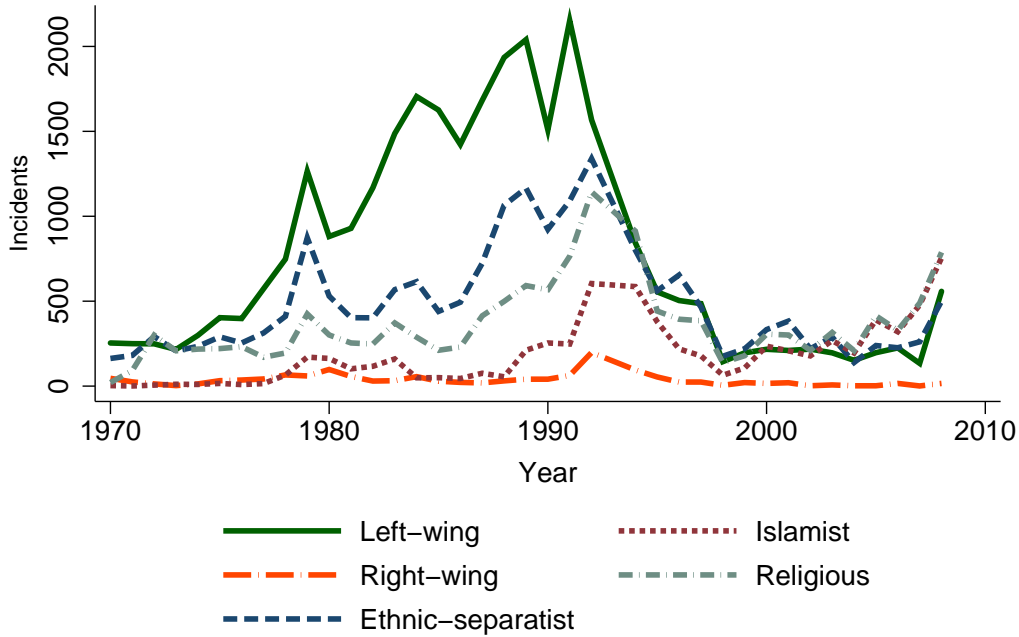 2000
1500
1000
500
0
Incidents
1970 1980 1990 2000 2010
Year
Left−wing Islamist
Right−wing Religious
Ethnic−separatist